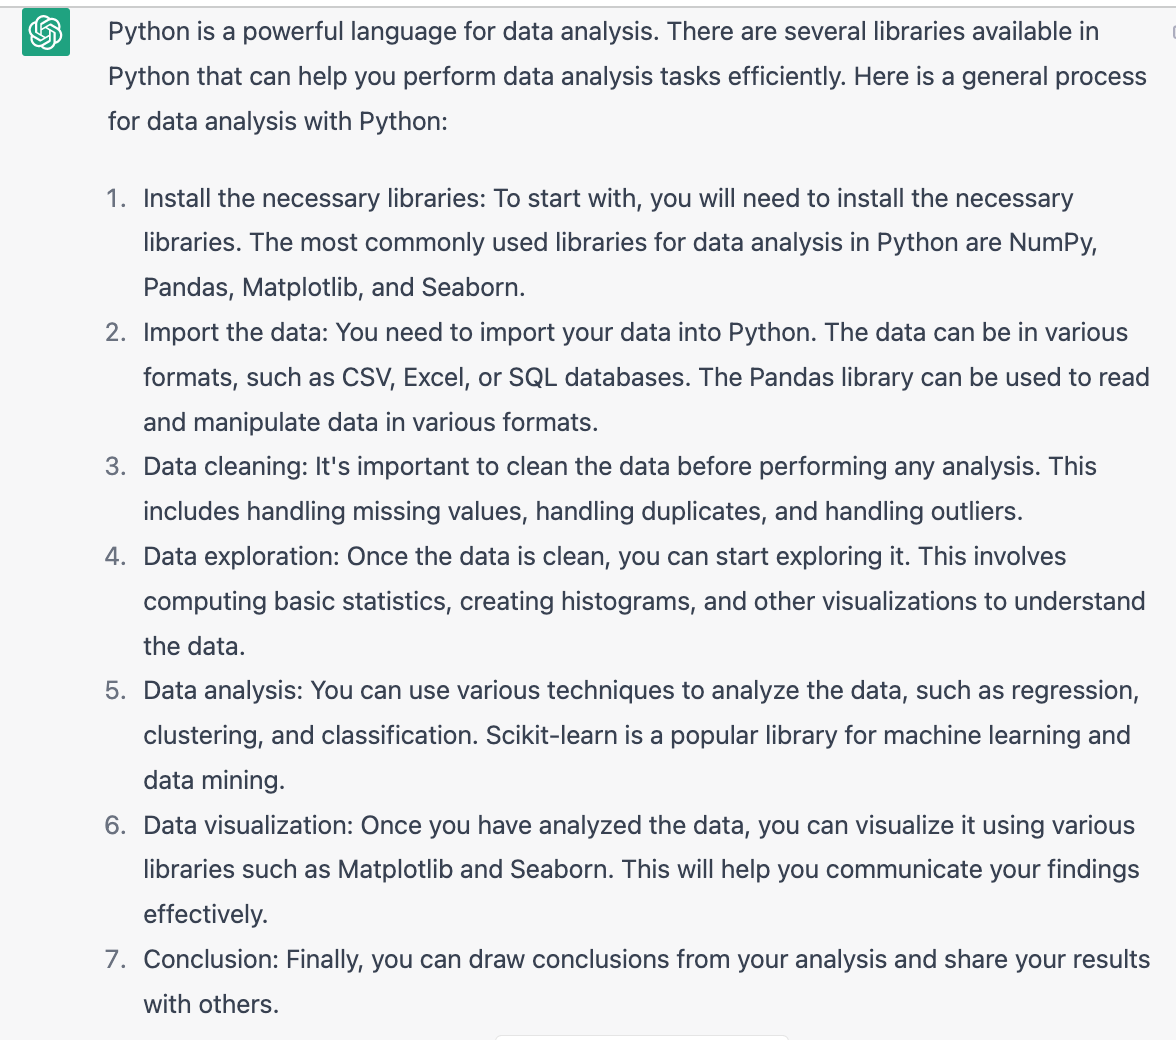 Python is a powerful language for data analysis. There are several libraries available in
Python that can help you perform data analysis tasks efficiently. Here is a general process
for data analysis with Python:
1. Install the necessary libraries: To start with, you will need to install the necessary
libraries. The most commonly used libraries for data analysis in Python are NumPy,
Pandas, Matplotlib, and Seaborn.
2. Import the data: You need to import your data into Python. The data can be in various
formats, such as CSV, Excel, or SQL databases. The Pandas library can be used to read
and manipulate data in various formats.
3. Data cleaning: It's important to clean the data before performing any analysis. This
includes handling missing values, handling duplicates, and handling outliers.
4. Data exploration: Once the data is clean, you can start exploring it. This involves
computing basic statistics, creating histograms, and other visualizations to understand
the data.
5. Data analysis: You can use various techniques to analyze the data, such as regression,
clustering, and classification. Scikit-learn is a popular library for machine learning and
data mining.
6. Data visualization: Once you have analyzed the data, you can visualize it using various
libraries such as Matplotlib and Seaborn. This will help you communicate your findings
effectively.
7. Conclusion: Finally, you can draw conclusions from your analysis and share your results
with others.